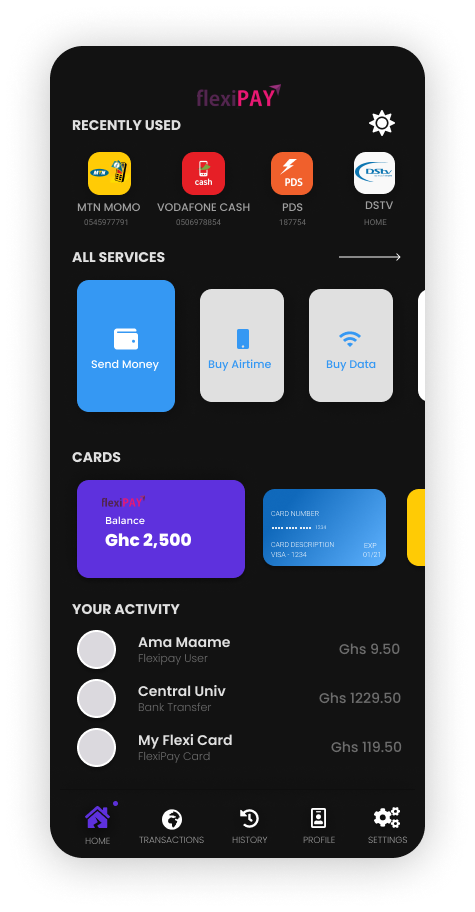 flexiPAY
RECENTLY USED
MTN
cash
PDS
DStv
MTN MOMO VODAFONE CASH PDS DSTV
0545977791 0506978854 187754 HOME
ALL SERVICES
Send Money Buy Airtime Buy Data
CARDS
flexiPAY
Balance
Ghc 2,500
CARD NUMBER
•••• •••• •••• 1234
CARD DESCRIPTION EXP
VISA - 1234 01/21
YOUR ACTIVITY
Ama Maame Ghs 9.50
Flexipay User
Central Univ Ghs 1229.50
Bank Transfer
My Flexi Card Ghs 119.50
FlexiPay Card
HOME TRANSACTIONS HISTORY PROFILE SETTINGS